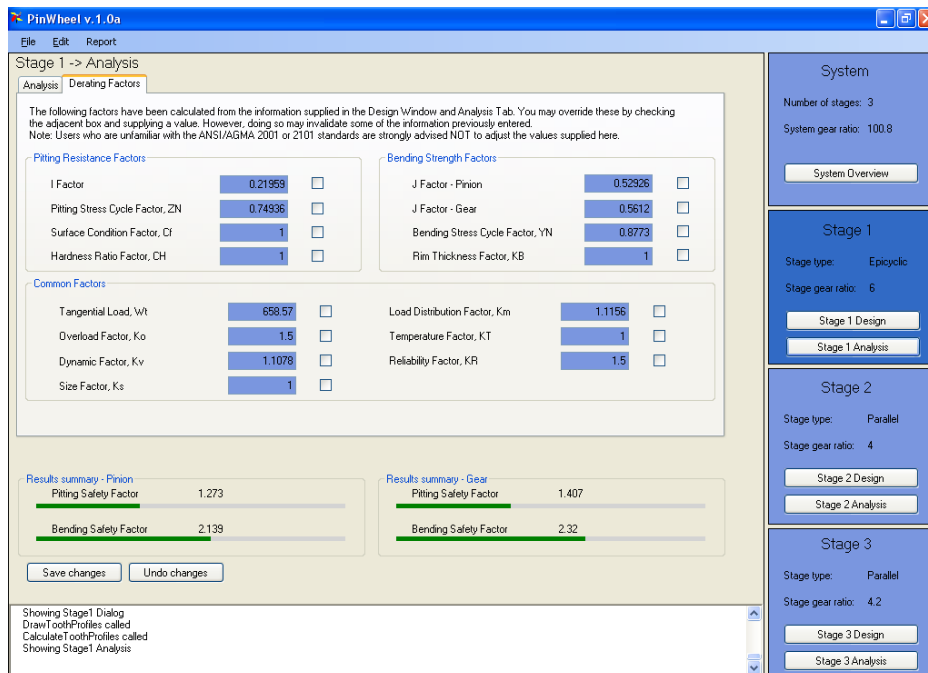 PinWheel v.1.0a
File Edit Report
Stage 1 -> Analysis
Analysis Derating Factors
The following factors have been calculated from the information supplied in the Design Window and Analysis Tab. You may override these by checking
the adjacent box and supplying a value. However, doing so may invalidate some of the information previously entered.
Note: Users who are unfamiliar with the ANSI/AGMA 2001 or 2101 standards are strongly advised NOT to adjust the values supplied here.
Pitting Resistance Factors
I Factor 0.21959
Pitting Stress Cycle Factor, ZN 0.74936
Surface Condition Factor, Cf 1
Hardness Ratio Factor, CH 1
Bending Strength Factors
J Factor - Pinion 0.52926
J Factor - Gear 0.5612
Bending Stress Cycle Factor, YN 0.8773
Rim Thickness Factor, KB 1
Common Factors
Tangential Load, Wt 658.57
Overload Factor, Ko 1.5
Dynamic Factor, Kv 1.1078
Size Factor, Ks 1
Load Distribution Factor, Km 1.1156
Temperature Factor, KT 1
Reliability Factor, KR 1.5
Results summary - Pinion
Pitting Safety Factor 1.273
Bending Safety Factor 2.139
Results summary - Gear
Pitting Safety Factor 1.407
Bending Safety Factor 2.32
Save changes Undo changes
Showing Stage1 Dialog
DrawToothProfiles called
CalculateToothProfiles called
Showing Stage1 Analysis
System
Number of stages: 3
System gear ratio: 100.8
System Overview
Stage 1
Stage type: Epicyclic
Stage gear ratio: 6
Stage 1 Design
Stage 1 Analysis
Stage 2
Stage type: Parallel
Stage gear ratio: 4
Stage 2 Design
Stage 2 Analysis
Stage 3
Stage type: Parallel
Stage gear ratio: 4.2
Stage 3 Design
Stage 3 Analysis